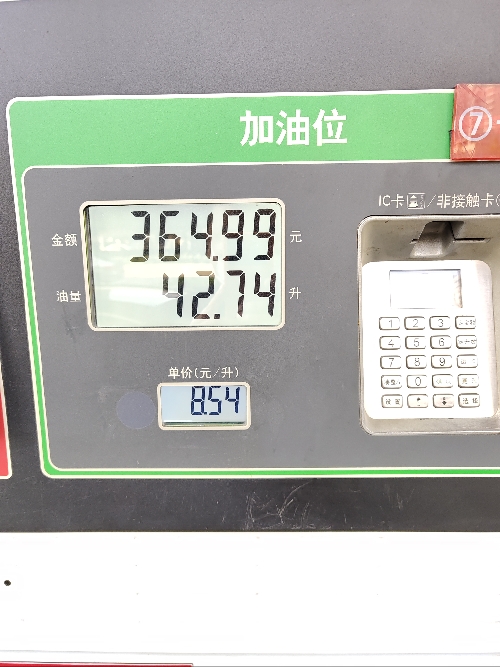 加油位
⑦
IC卡/非接触卡
金额 364.99 元
油量 42.74 升
单价(元/升)
8.54
1 2 3
4 5 6
7 8 9
0